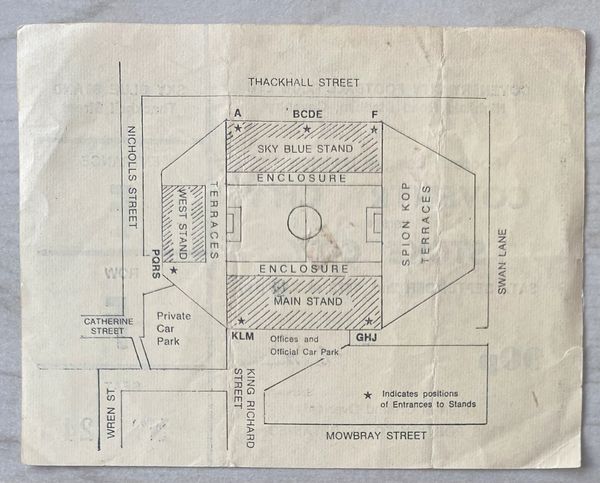 THACKHALL STREET
A
BCDE
F
SKY BLUE STAND
ENCLOSURE
NICHOLLS STREET
WEST STAND
TERRACES
SPION KOP
TERRACES
SWAN LANE
PQRS
ENCLOSURE
MAIN STAND
Private
Car
Park
CATHERINE
STREET
KLM
Offices and
Official Car Park
GHJ
WREN ST.
KING RICHARD
STREET
Indicates positions
of Entrances to Stands
MOWBRAY STREET